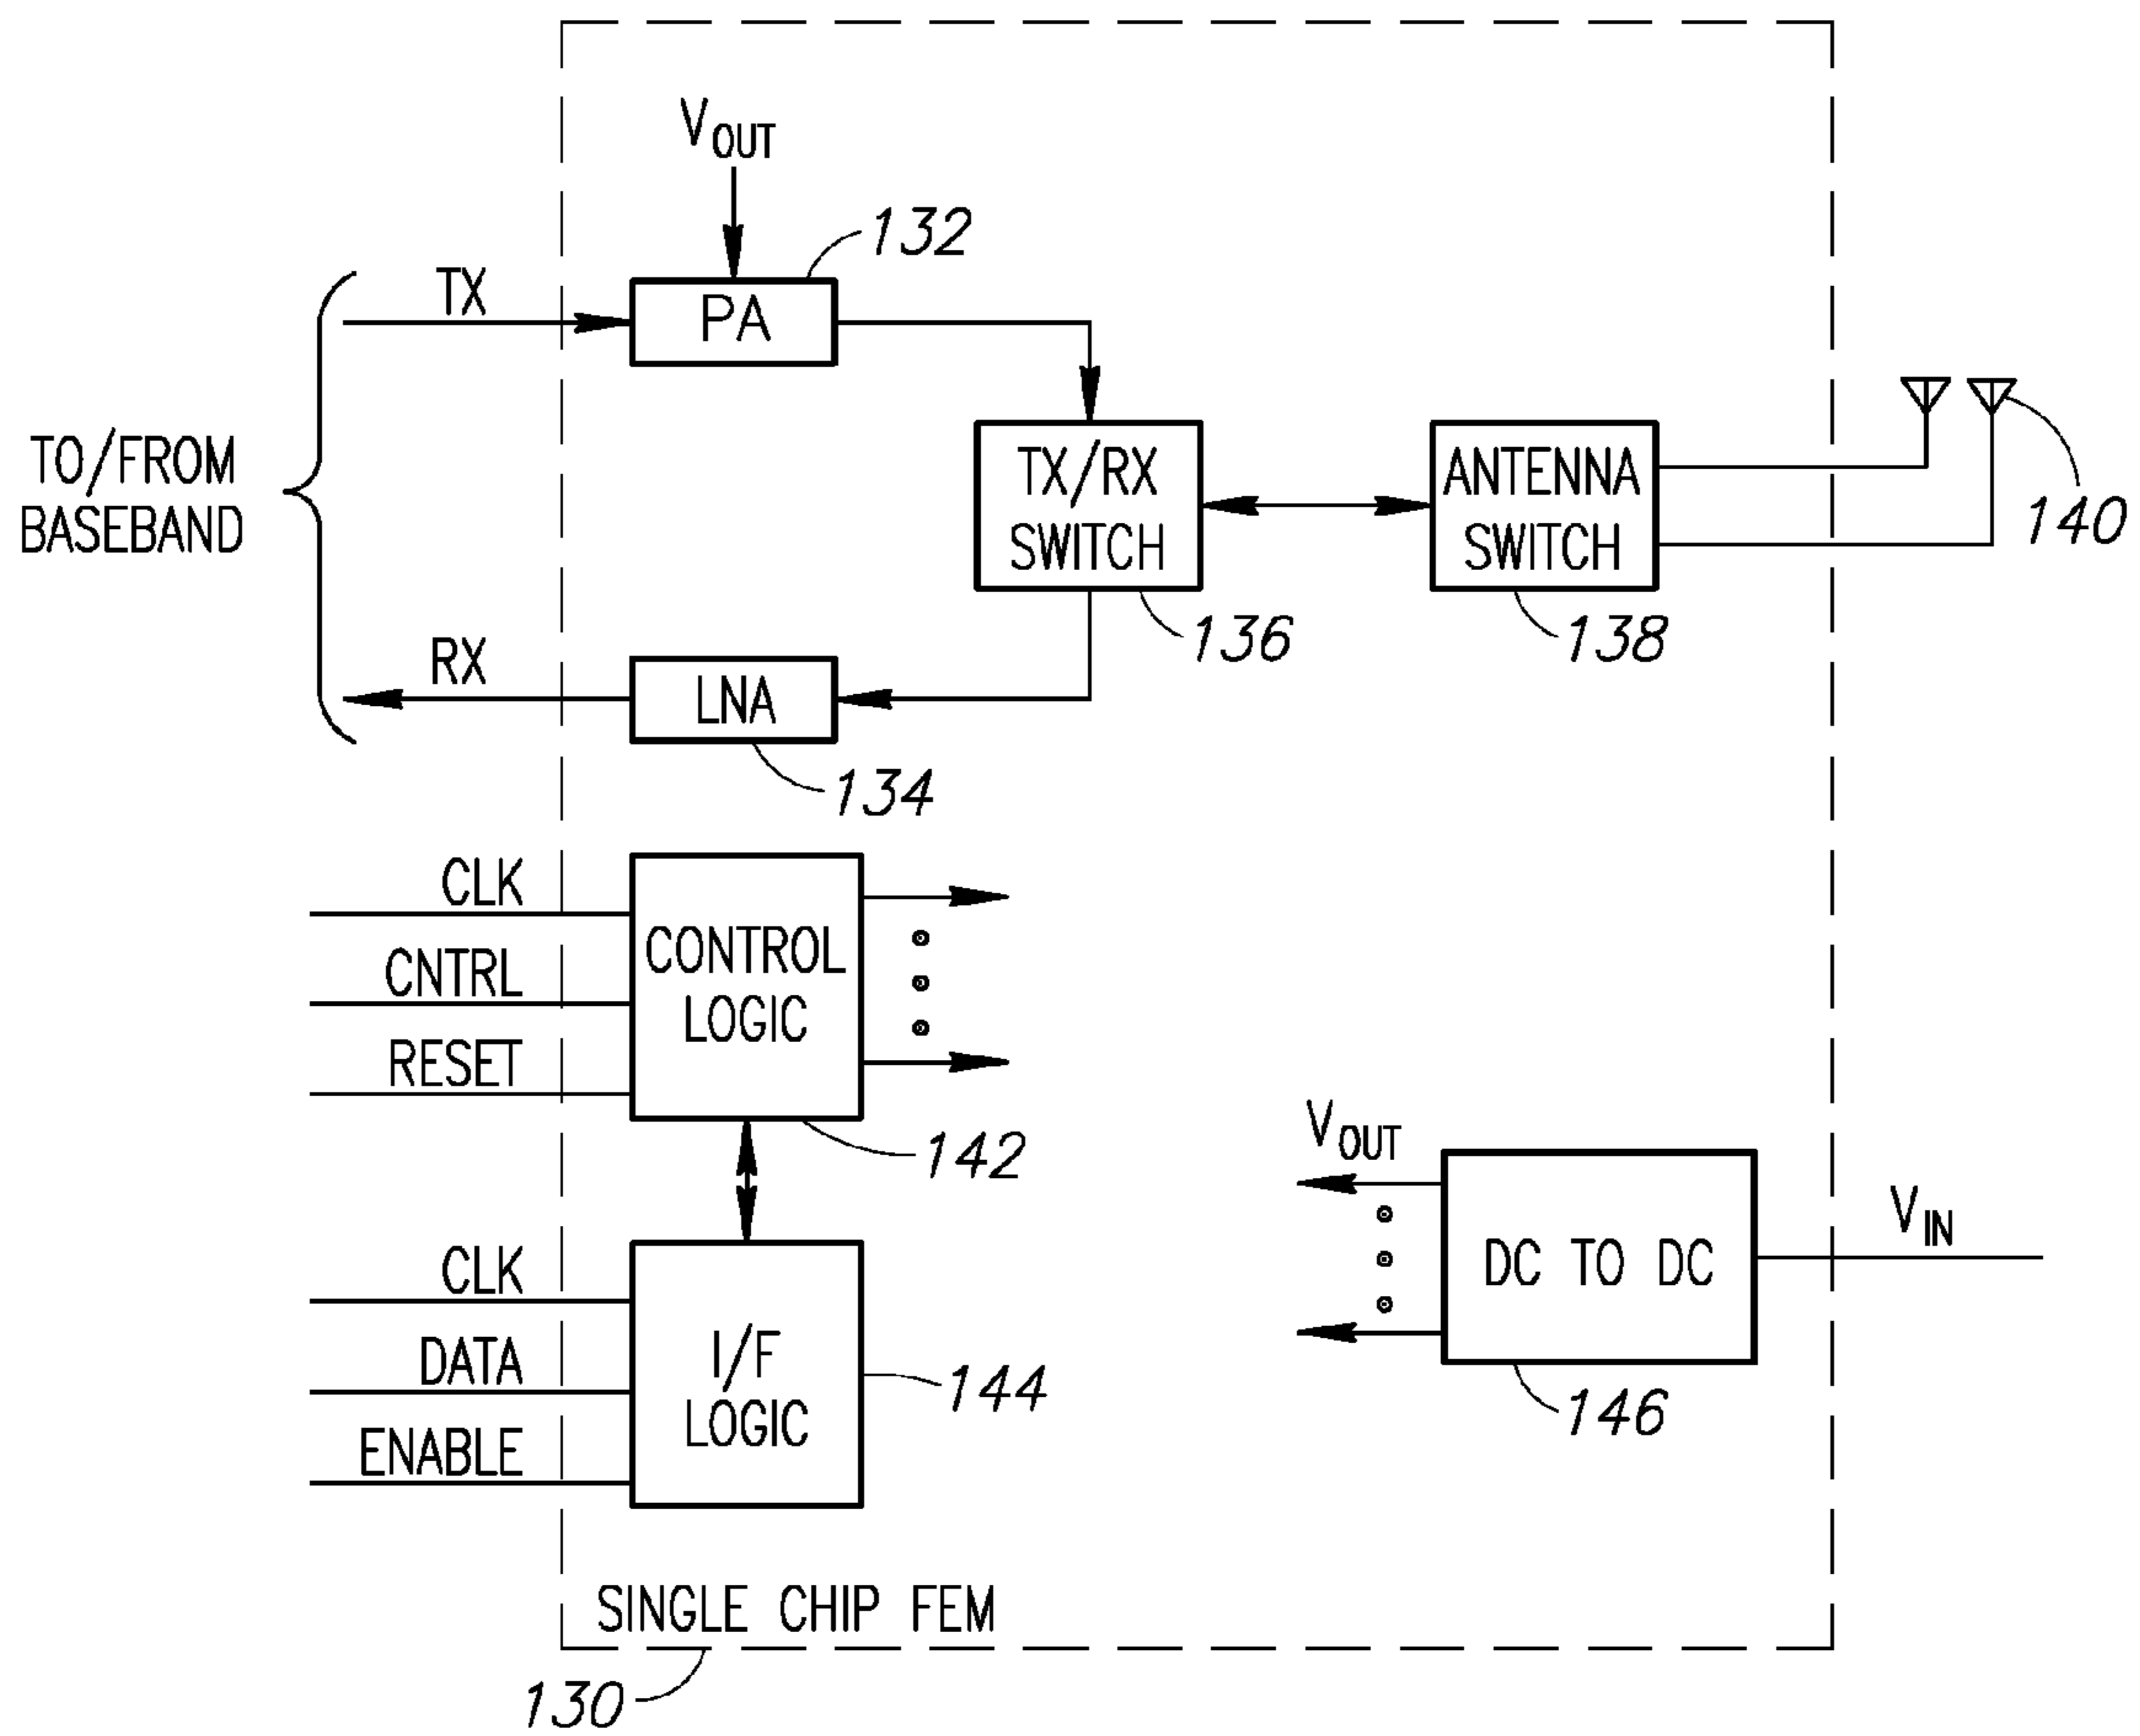 VOUT
132
TX
PA
TO/FROM
BASEBAND
TX/RX
SWITCH
136
ANTENNA
SWITCH
138
140
RX
LNA
134
CLK
CNTRL
RESET
CONTROL
LOGIC
142
VOUT
DC TO DC
VIN
146
CLK
DATA
ENABLE
I/F
LOGIC
144
SINGLE CHIP FEM
130